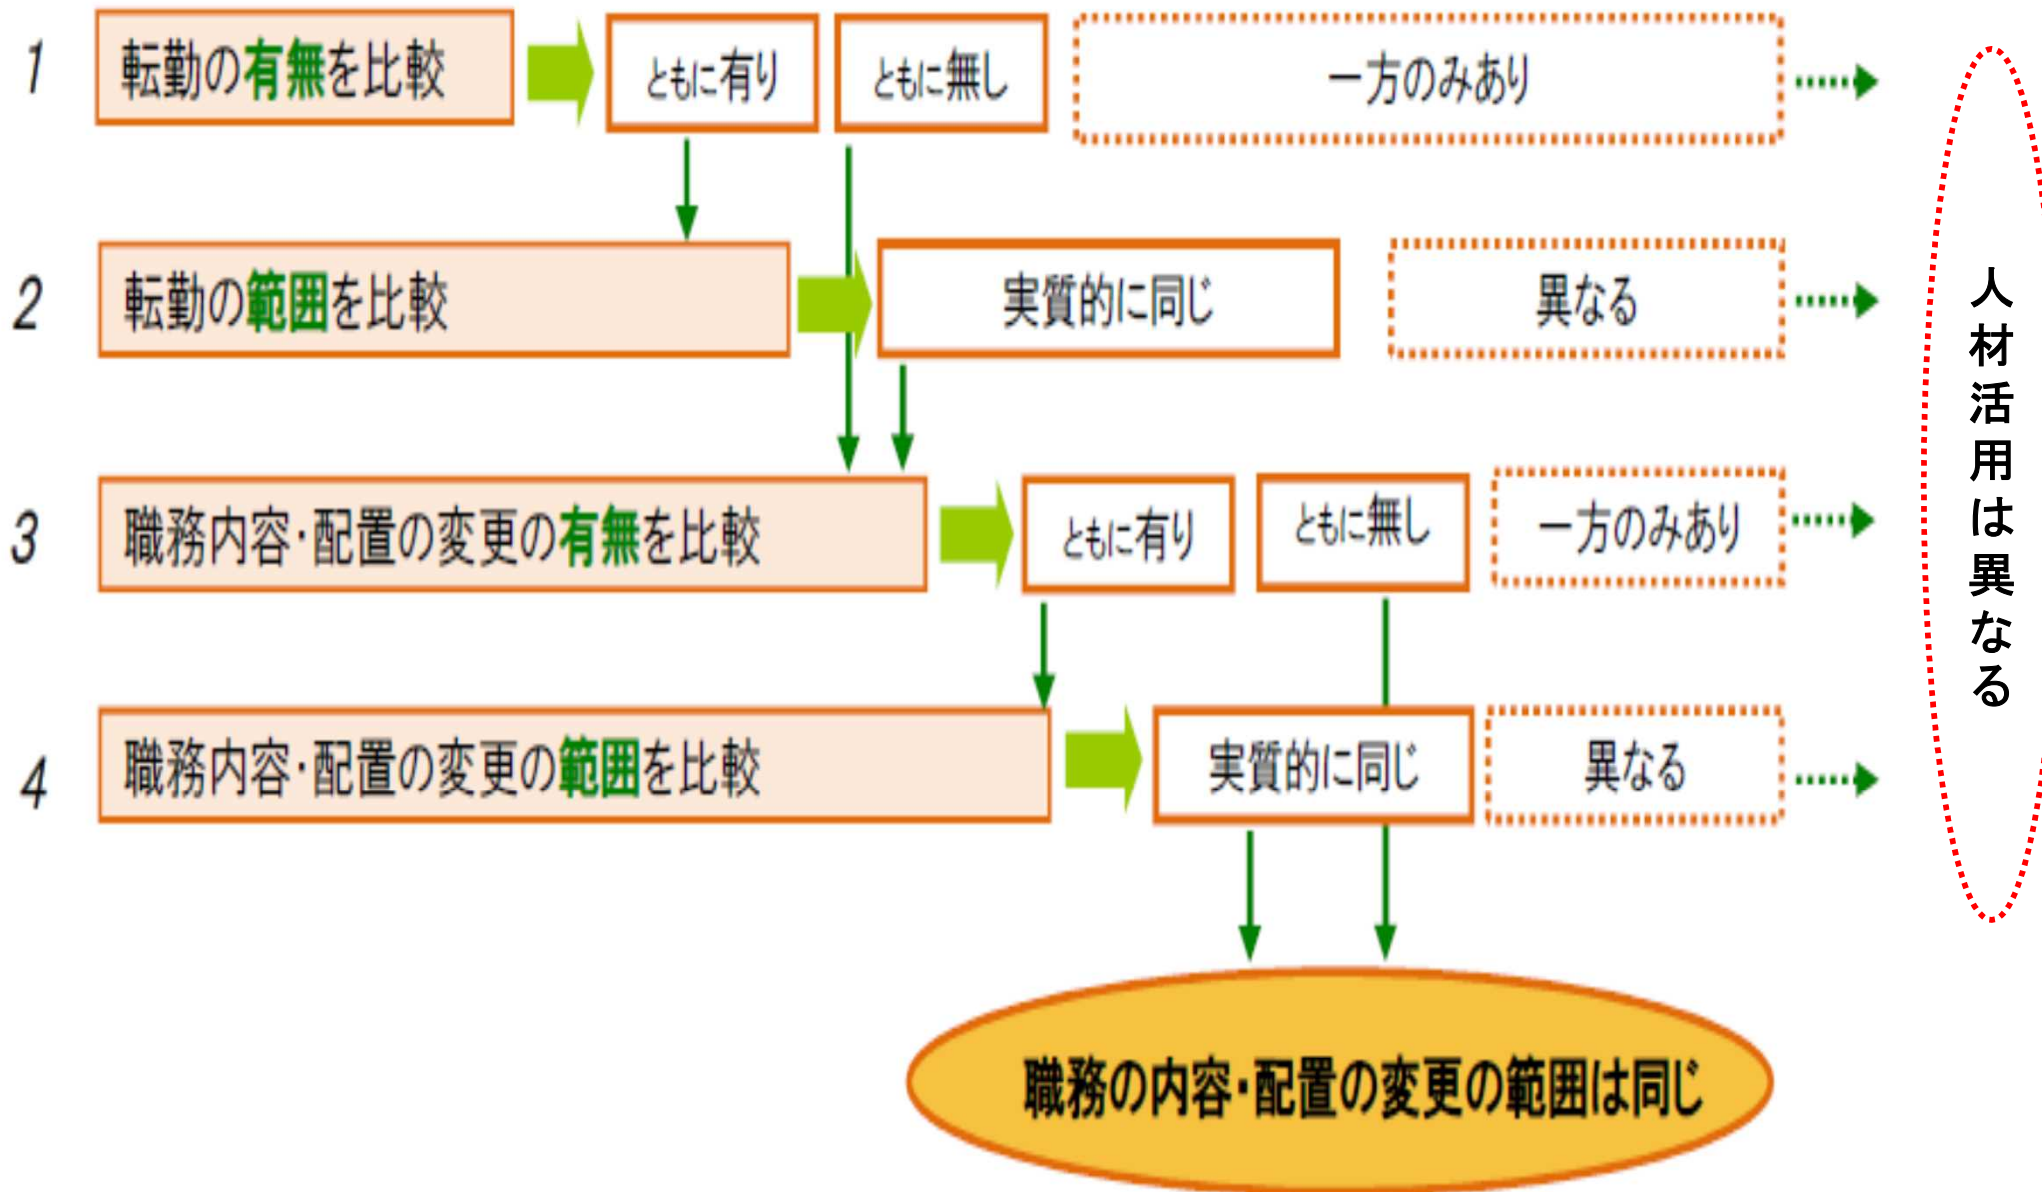 1
転勤の有無を比較
ともに有り
ともに無し
一方のみあり
2
転勤の範囲を比較
実質的に同じ
異なる
3
職務内容・配置の変更の有無を比較
ともに有り
ともに無し
一方のみあり
4
職務内容・配置の変更の範囲を比較
実質的に同じ
異なる
人材活用は異なる
職務の内容・配置の変更の範囲は同じ